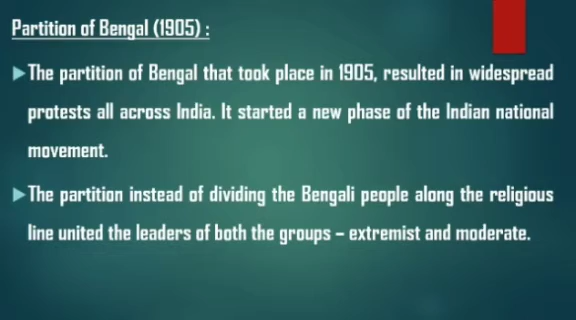 Partition of Bengal (1905) :
The partition of Bengal that took place in 1905, resulted in widespread
protests all across India. It started a new phase of the Indian national
movement.
The partition instead of dividing the Bengali people along the religious
line united the leaders of both the groups – extremist and moderate.